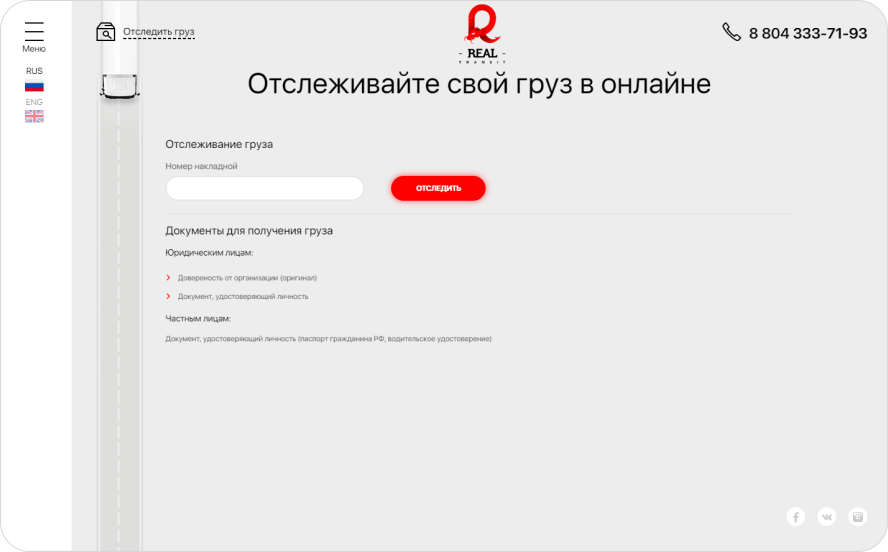 Меню
RUS
ENG
Отследить груз
- REAL -
TRANSIT
8 804 333-71-93
Отслеживайте свой груз в онлайне
Отслеживание груза
Номер накладной
ОТСЛЕДИТЬ
Документы для получения груза
Юридическим лицам:
Довереность от организации (оригинал)
Документ, удостоверяющий личность
Частным лицам:
Документ, удостоверяющий личность (паспорт гражданина РФ, водительское удостоверение)